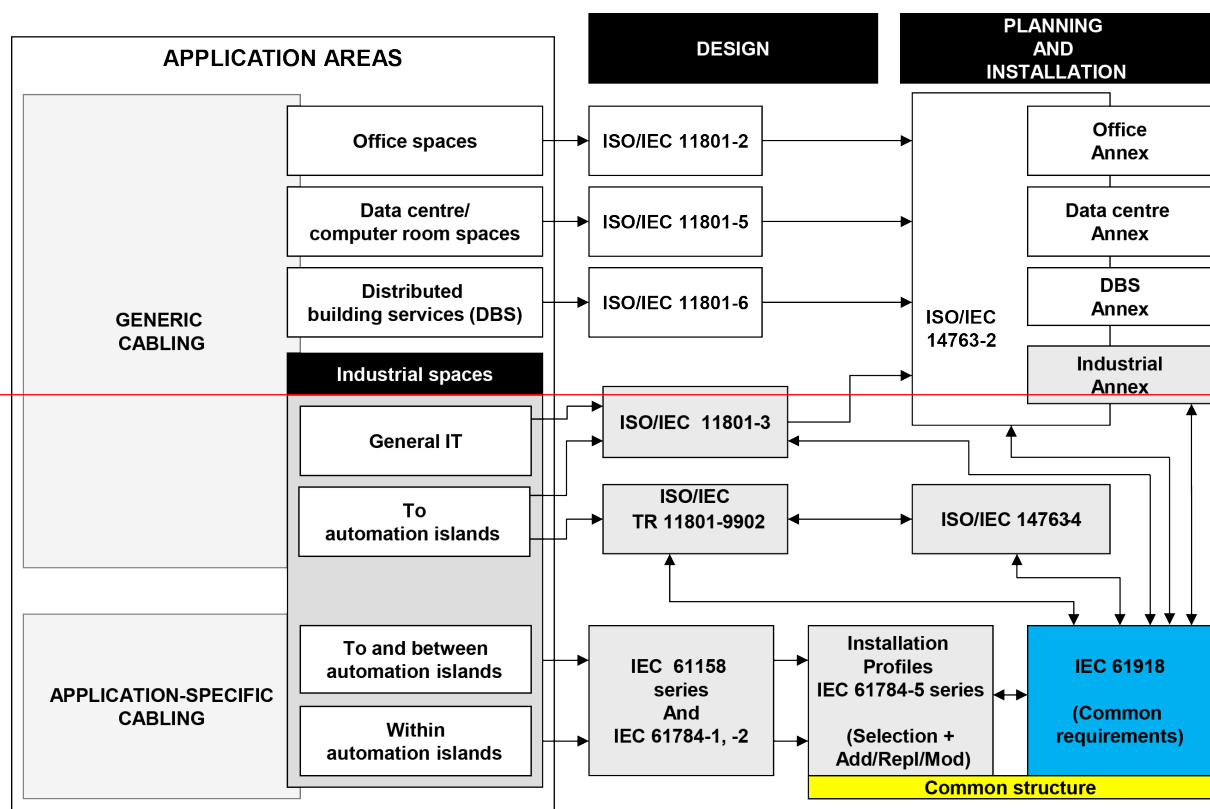 APPLICATION AREAS
DESIGN
PLANNING
AND
INSTALLATION
GENERIC
CABLING
Office spaces
ISO/IEC 11801-2
Office
Annex
Data centre/
computer room spaces
ISO/IEC 11801-5
Data centre
Annex
Distributed
building services (DBS)
ISO/IEC 11801-6
DBS
Annex
ISO/IEC
14763-2
Industrial spaces
Industrial
Annex
General IT
ISO/IEC 11801-3
To
automation islands
ISO/IEC
TR 11801-9902
ISO/IEC 14763-4
APPLICATION-SPECIFIC
CABLING
To and between
automation islands
Within
automation islands
IEC 61158
series
And
IEC 61784-1, -2
Installation
Profiles
IEC 61784-5 series
(Selection +
Add/Repl/Mod)
IEC 61918
(Common
requirements)
Common structure